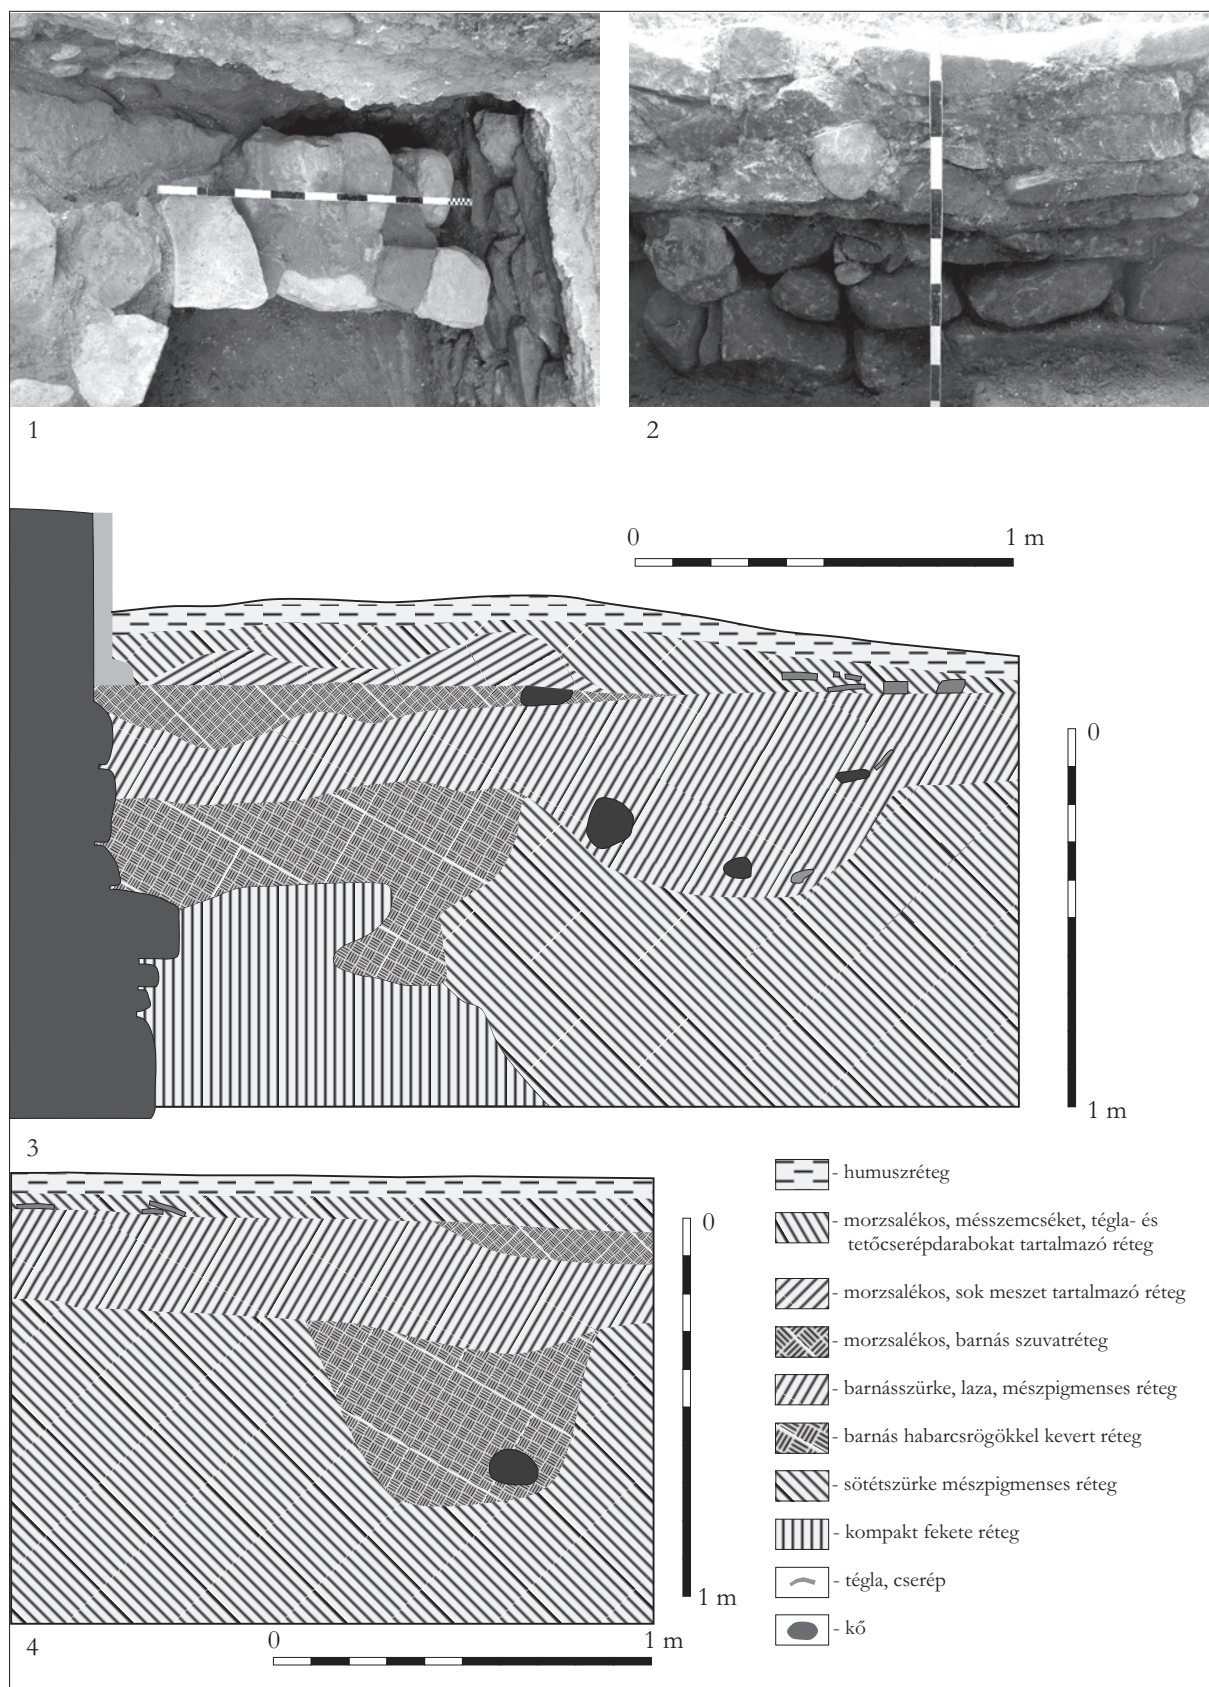 1
2
0
1 m
0
1 m
3
0
1 m
4
0
1 m
- humuszréteg
- morzsalékos, mésszemcséket, tégla- és
tetőcserépdarabokat tartalmazó réteg
- morzsalékos, sok meszet tartalmazó réteg
- morzsalékos, barnás szuvatréteg
- barnásszürke, laza, mészpigmenses réteg
- barnás habarcsrögökkel kevert réteg
- sötétszürke mészpigmenses réteg
- kompakt fekete réteg
- tégla, cserép
- kő